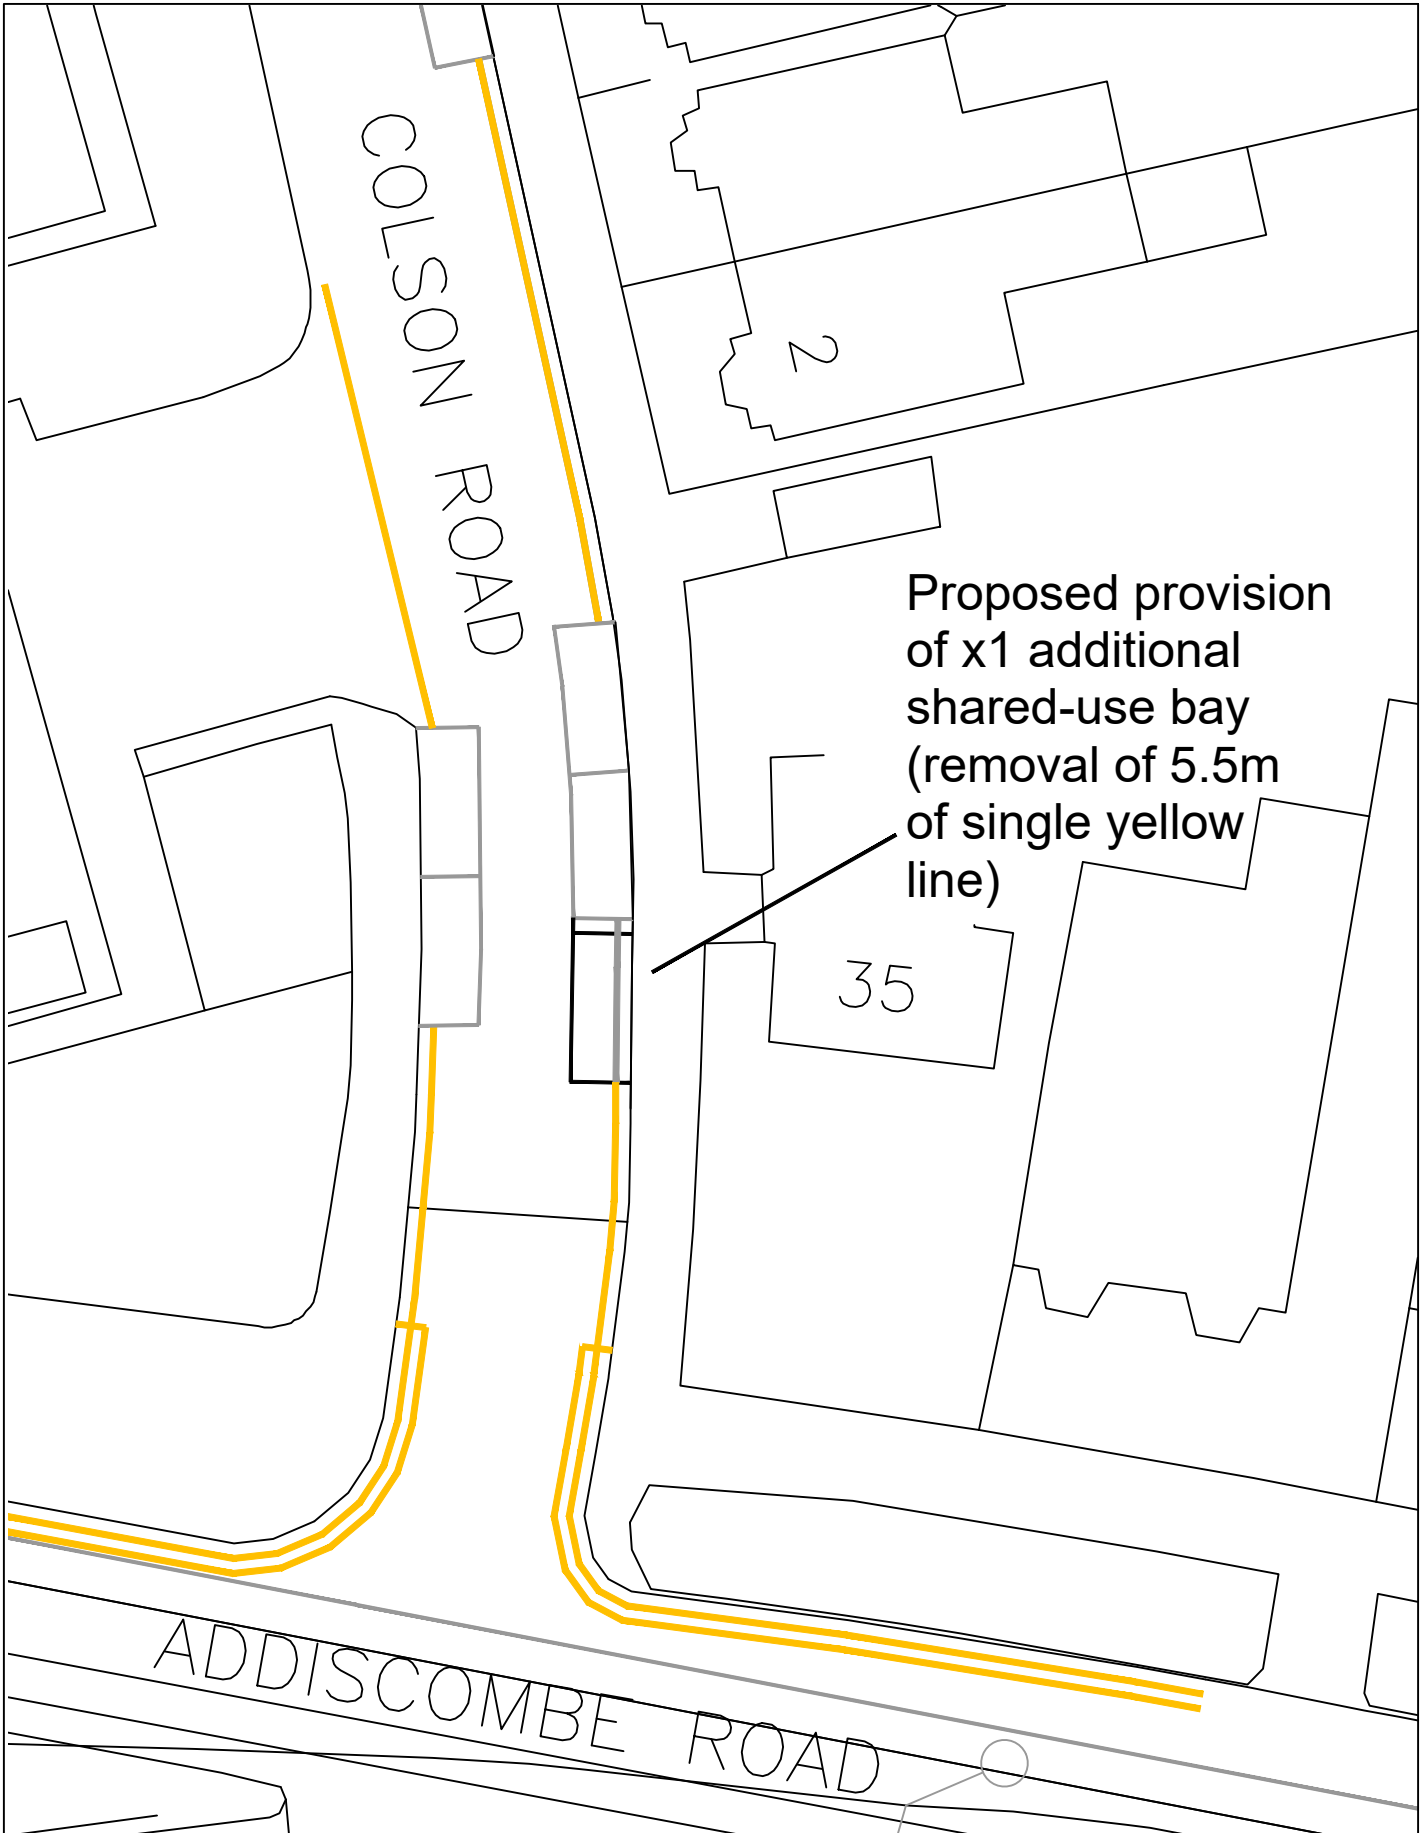 COLSON ROAD
2
Proposed provision
of x1 additional
shared-use bay
(removal of 5.5m
of single yellow
line)
35
ADDISCOMBE ROAD